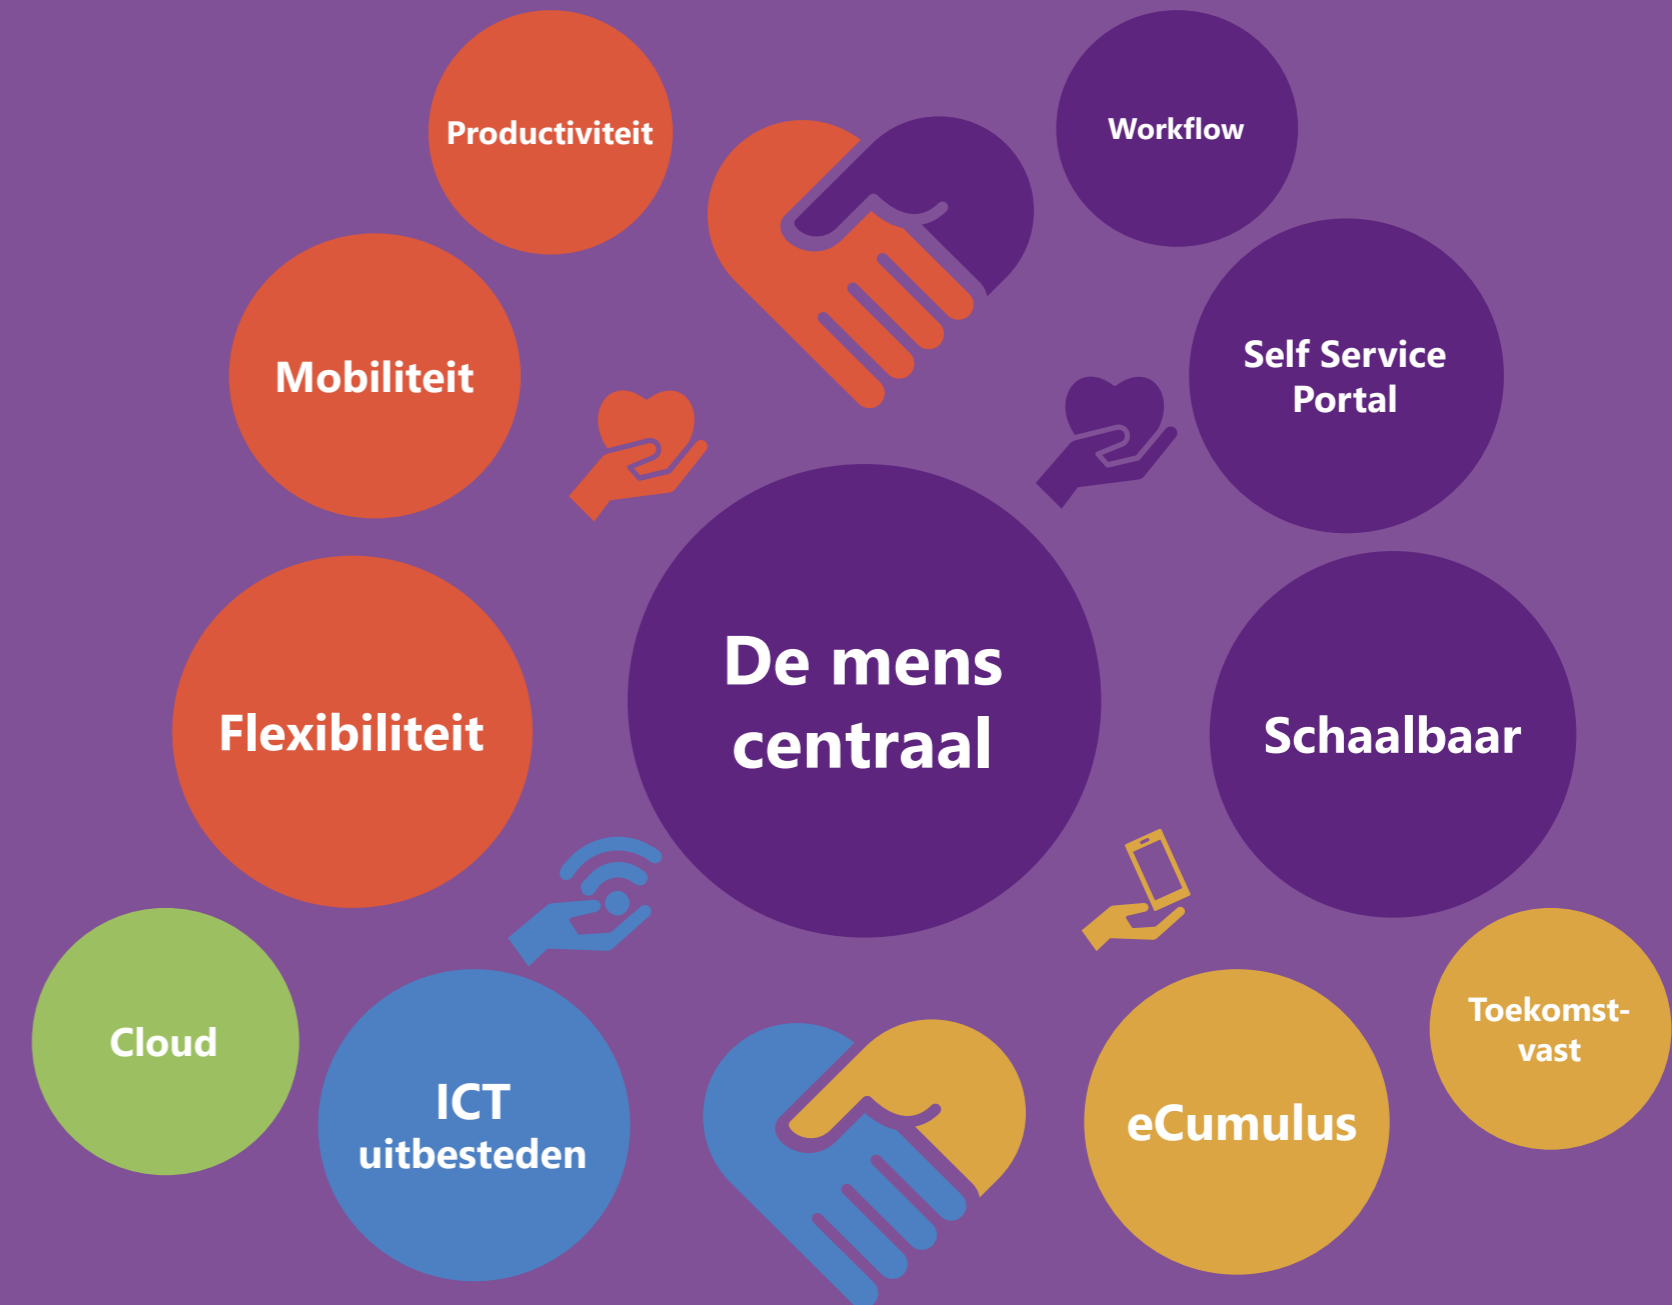 Productiviteit
Workflow
Mobiliteit
Self Service
Portal
De mens
centraal
Flexibiliteit
Schaalbaar
Cloud
ICT
uitbesteden
eCumulus
Toekomst-
vast